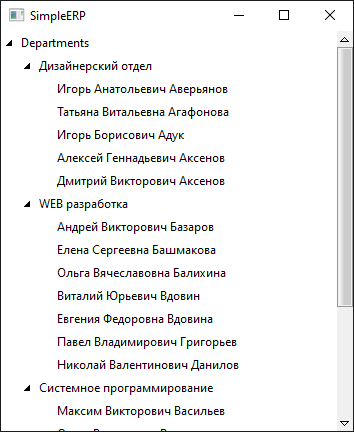 SimpleERP
Departments
Дизайнерский отдел
Игорь Анатольевич Аверьянов
Татьяна Витальевна Агафонова
Игорь Борисович Адук
Алексей Геннадьевич Аксенов
Дмитрий Викторович Аксенов
WEB разработка
Андрей Викторович Базаров
Елена Сергеевна Башмакова
Ольга Вячеславовна Балихина
Виталий Юрьевич Вдовин
Евгения Федоровна Вдовина
Павел Владимирович Григорьев
Николай Валентинович Данилов
Системное программирование
Максим Викторович Васильев